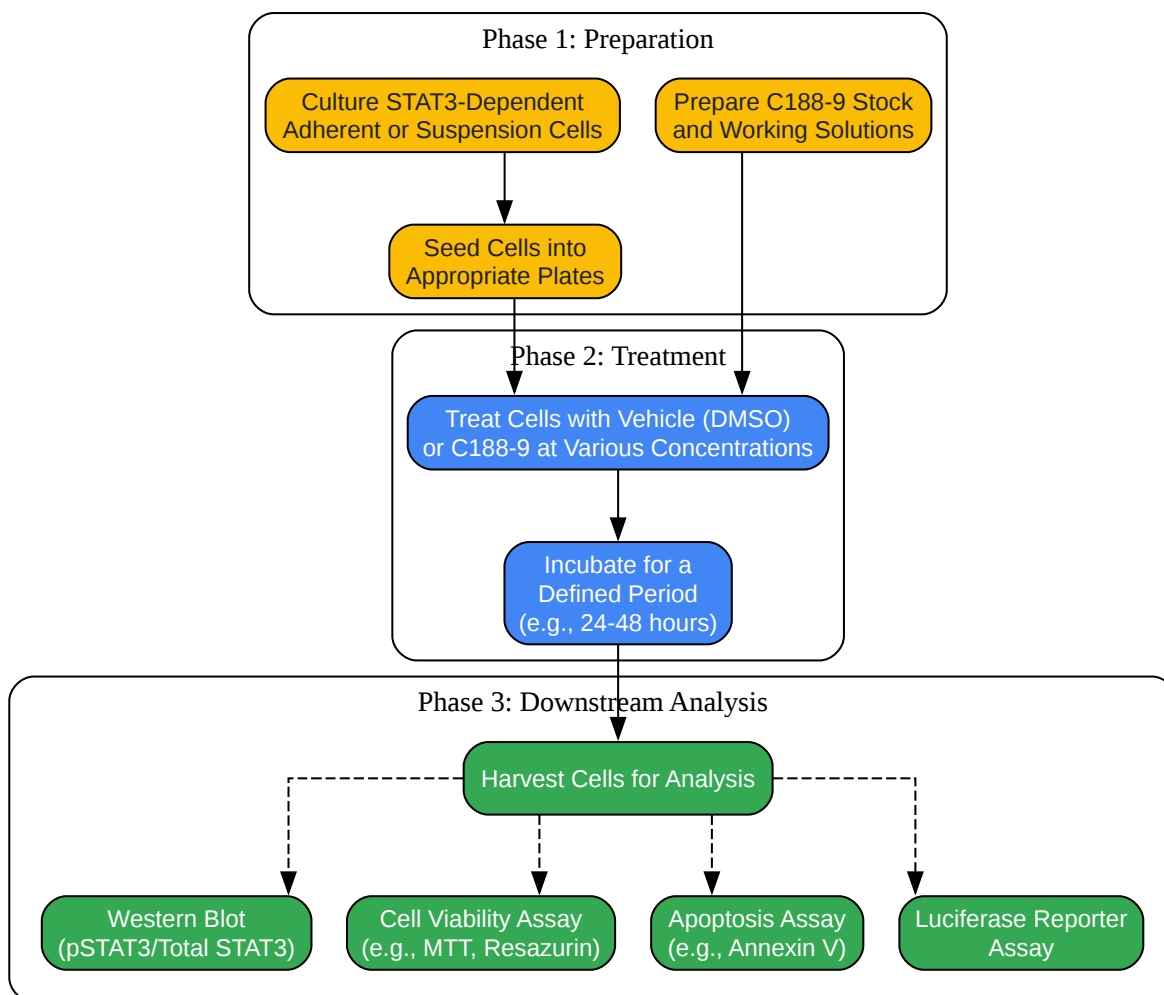 Phase 1: Preparation
Culture STAT3-Dependent
Adherent or Suspension Cells
Prepare C188-9 Stock
and Working Solutions
Seed Cells into
Appropriate Plates
Phase 2: Treatment
Treat Cells with Vehicle (DMSO)
or C188-9 at Various Concentrations
Incubate for a
Defined Period
(e.g., 24-48 hours)
Phase 3: Downstream Analysis
Harvest Cells for Analysis
Western Blot
(pSTAT3/Total STAT3)
Cell Viability Assay
(e.g., MTT, Resazurin)
Apoptosis Assay
(e.g., Annexin V)
Luciferase Reporter
Assay